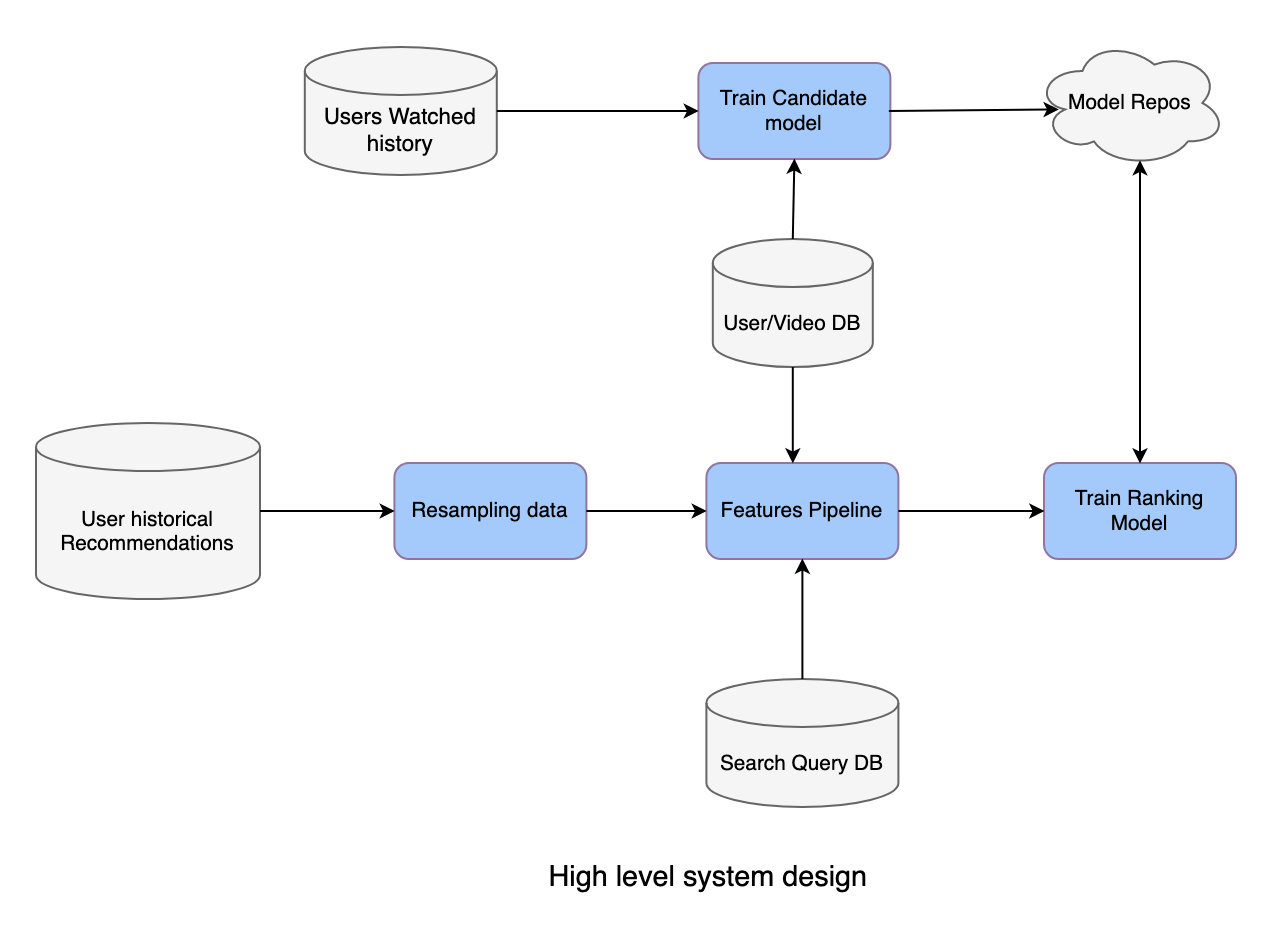 Users Watched
history
Train Candidate
model
Model Repos
User/Video DB
User historical
Recommendations
Resampling data
Features Pipeline
Train Ranking
Model
Search Query DB
High level system design